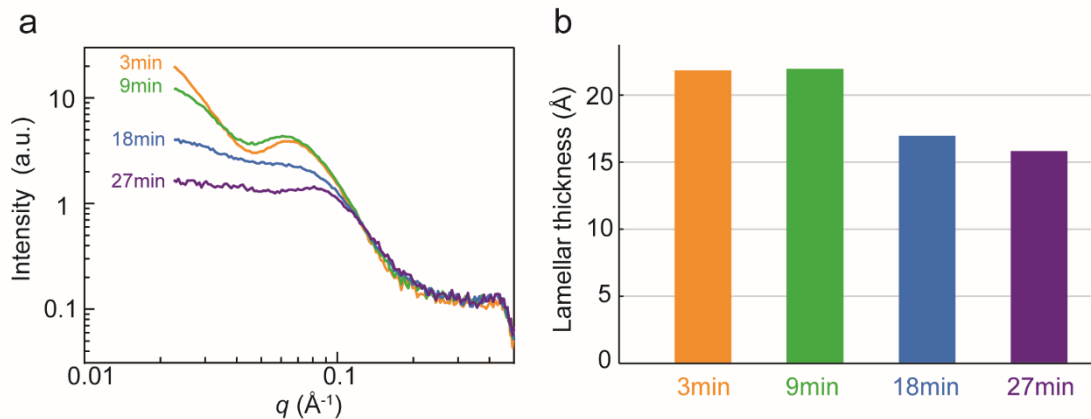 a
3min
9min
18min
27min
10
1
0.1
0.01
0.1
Intensity (a.u.)
q (Å⁻¹)
b
Lamellar thickness (Å)
20
15
10
5
0
3min
9min
18min
27min